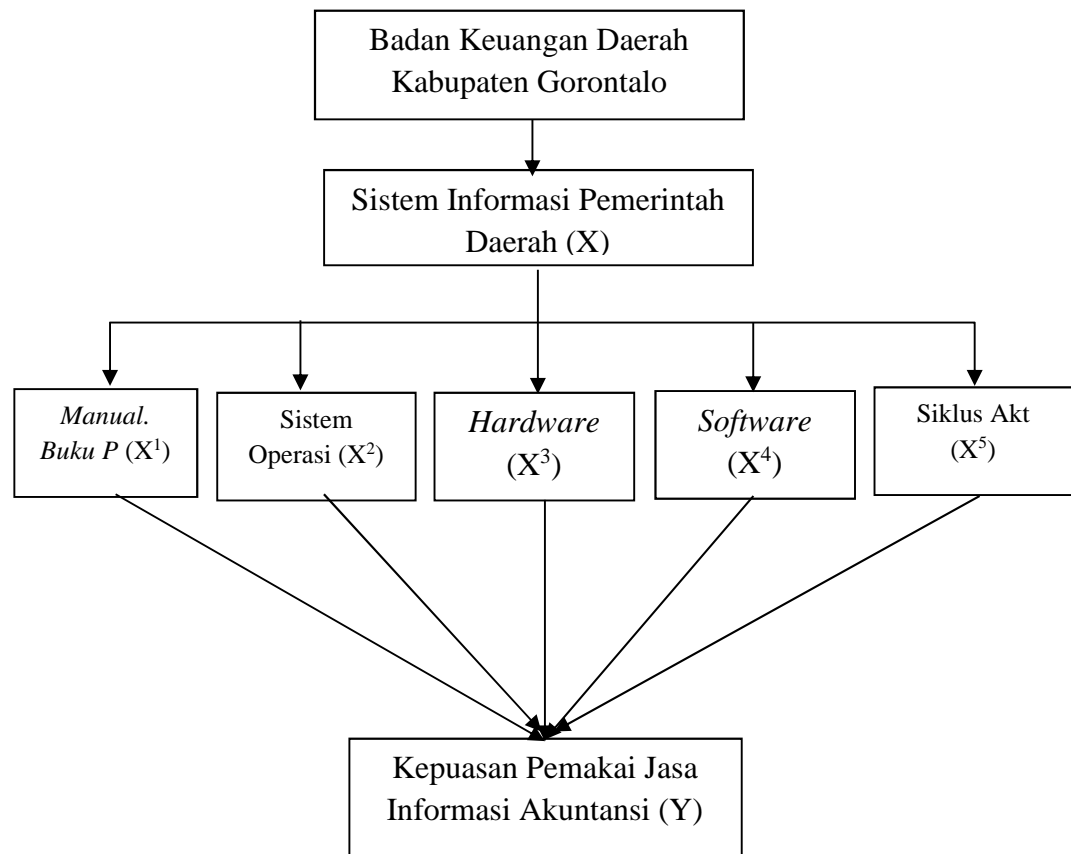 Badan Keuangan Daerah
Kabupaten Gorontalo
Sistem Informasi Pemerintah
Daerah (X)
Manual.
Buku P (X¹)
Sistem
Operasi (X²)
Hardware
(X³)
Software
(X⁴)
Siklus Akt
(X⁵)
Kepuasan Pemakai Jasa
Informasi Akuntansi (Y)